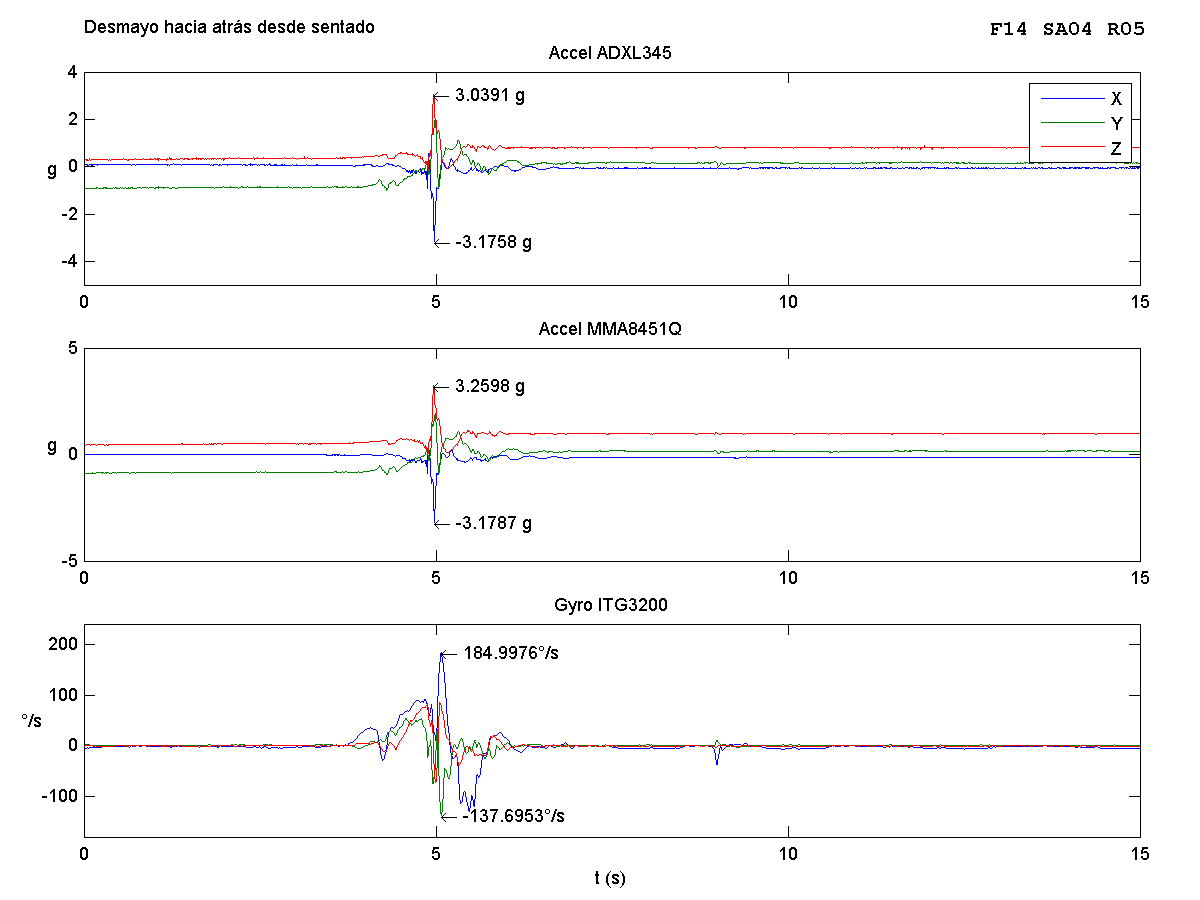 Desmayo hacia atrás desde sentado F14 SA04 R05
Accel ADXL345
4
2
0
-2
-4
g
3.0391 g
-3.1758 g
X
Y
Z
0 5 10 15
Accel MMA8451Q
5
0
-5
g
3.2598 g
-3.1787 g
0 5 10 15
Gyro ITG3200
200
100
0
-100
°/s
184.9976°/s
-137.6953°/s
0 5 10 15
t (s)